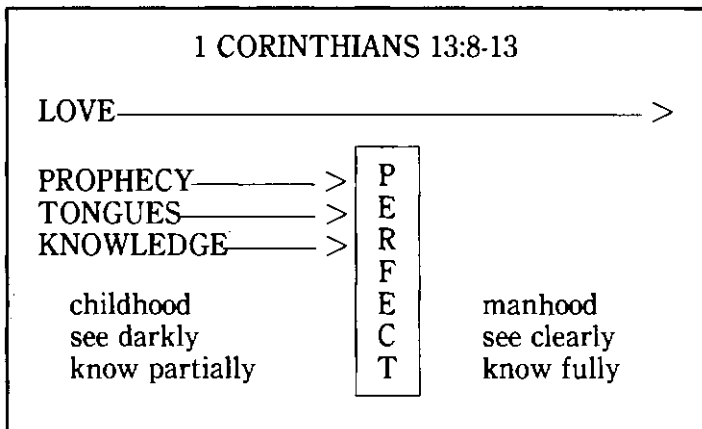 1 CORINTHIANS 13:8-13
LOVE >
PROPHECY >
TONGUES >
KNOWLEDGE >
PERFECT
childhood manhood
see darkly see clearly
know partially know fully